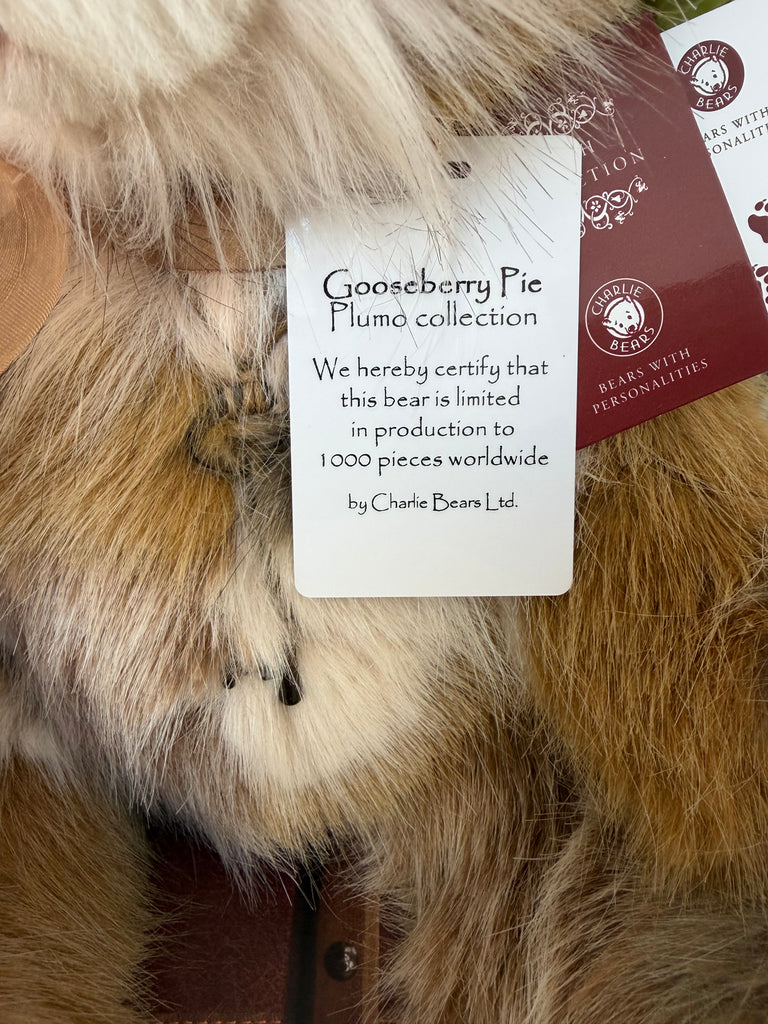 Gooseberry Pie
Plumo collection
We hereby certify that
this bear is limited
in production to
1000 pieces worldwide
by Charlie Bears Ltd.
CHARLIE
BEARS
BEARS WITH
PERSONALITIES
CHARLIE
BEARS
WITH